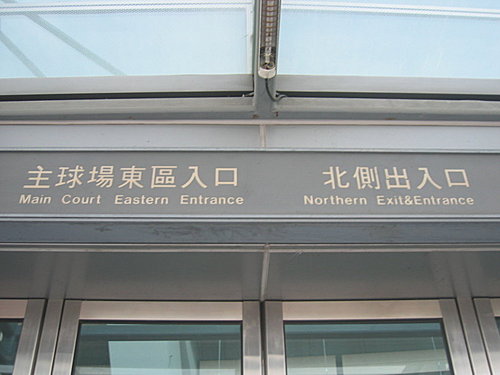 主球場東區入口
Main Court Eastern Entrance
北側出入口
Northern Exit&Entrance